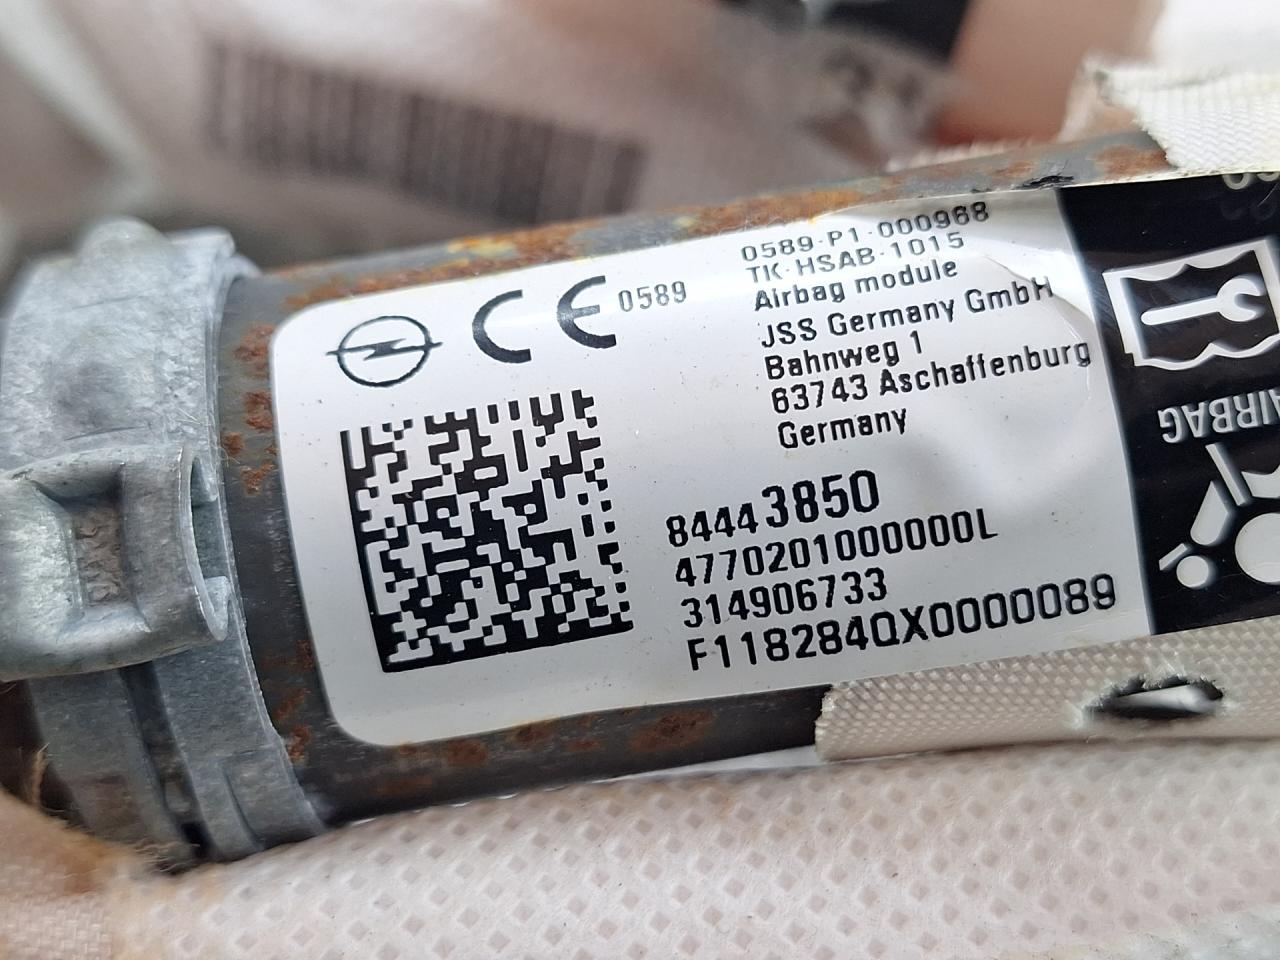 0589-P1-000968
TK-HSAB-1015
Airbag module
JSS Germany GmbH
Bahnweg 1
63743 Aschaffenburg
Germany
CE 0589
84443850
4770201000000L
314906733
F118284QX0000089
AIRBAG